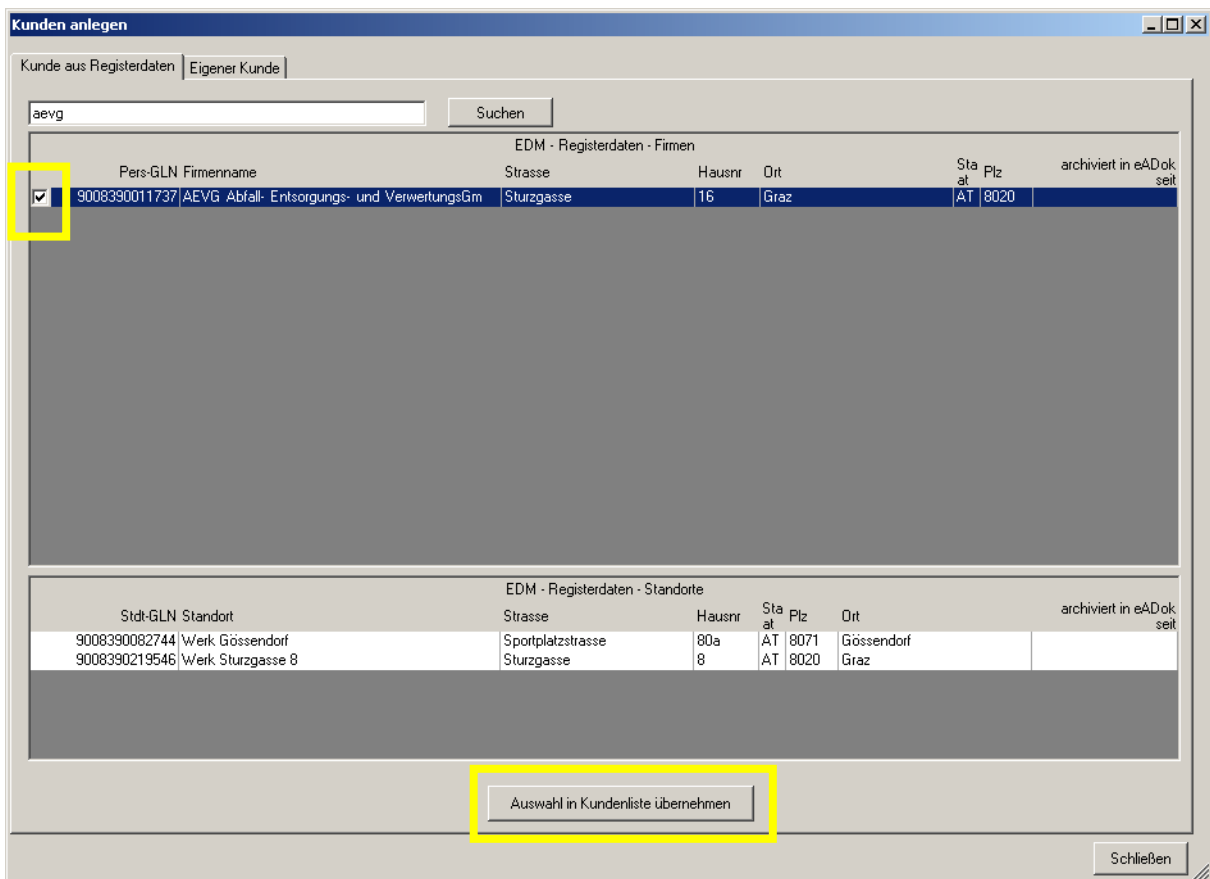 Kunden anlegen
Kunde aus Registerdaten Eigener Kunde
aevg Suchen
EDM - Registerdaten - Firmen
Pers-GLN Firmenname Strasse Hausnr Ort Staat Plz archiviert in eADok seit
9008390011737 AEVG Abfall- Entsorgungs- und VerwertungsGm Sturzgasse 16 Graz AT 8020
EDM - Registerdaten - Standorte
Stdt-GLN Standort Strasse Hausnr Staat Plz Ort archiviert in eADok seit
9008390082744 Werk Gössendorf Sportplatzstrasse 80a AT 8071 Gössendorf
9008390219546 Werk Sturzgasse 8 Sturzgasse 8 AT 8020 Graz
Auswahl in Kundenliste übernehmen
Schließen